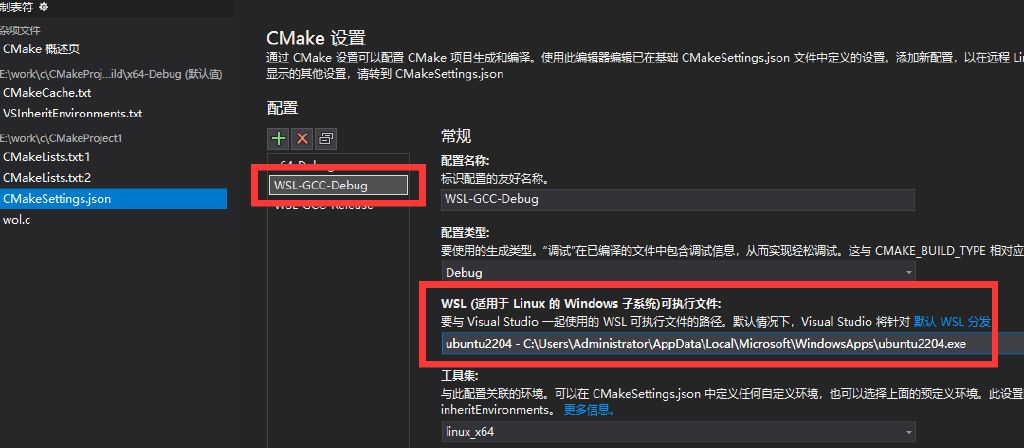 制表符
杂项文件
CMake 概述页
E:\work\c\CMakeProj...ild\x64-Debug (默认值)
CMakeCache.txt
VSInheritEnvironments.txt
E:\work\c\CMakeProject1
CMakeLists.txt:1
CMakeLists.txt:2
CMakeSettings.json
wol.c
CMake 设置
通过 CMake 设置可以配置 CMake 项目生成和编译。使用此编辑器编辑已在基础 CMakeSettings.json 文件中定义的设置。添加新配置，以在远程 Lin
显示的其他设置，请转到 CMakeSettings.json
配置
x64-Debug
WSL-GCC-Debug
WSL-GCC-Release
常规
配置名称:
标识配置的友好名称。
WSL-GCC-Debug
配置类型:
要使用的生成类型。“调试”在已编译的文件中包含调试信息，从而实现轻松调试。这与 CMAKE_BUILD_TYPE 相对应
Debug
WSL (适用于 Linux 的 Windows 子系统)可执行文件:
要与 Visual Studio 一起使用的 WSL 可执行文件的路径。默认情况下，Visual Studio 将针对 默认 WSL 分发
ubuntu2204 - C:\Users\Administrator\AppData\Local\Microsoft\WindowsApps\ubuntu2204.exe
工具集:
与此配置关联的环境。可以在 CMakeSettings.json 中定义任何自定义环境，也可以选择上面的预定义环境。此设置
inheritEnvironments。 更多信息。
linux_x64